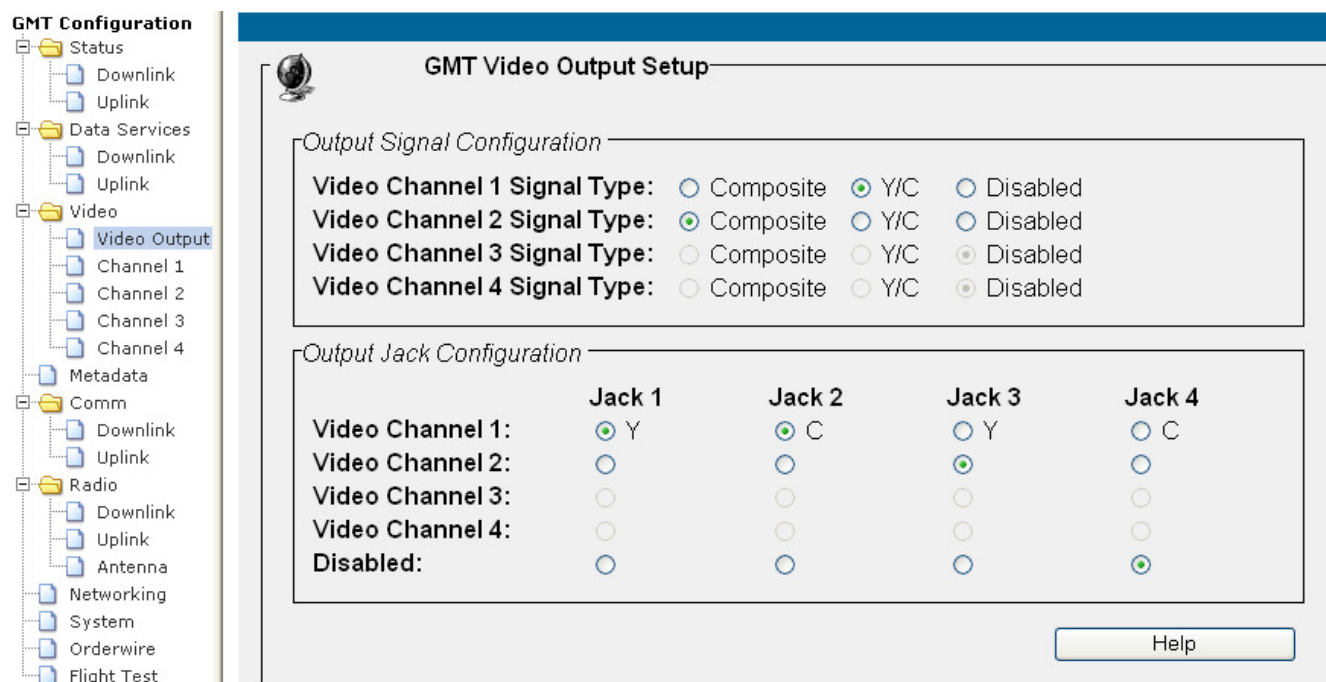 GMT Configuration
Status
Downlink
Uplink
Data Services
Downlink
Uplink
Video
Video Output
Channel 1
Channel 2
Channel 3
Channel 4
Metadata
Comm
Downlink
Uplink
Radio
Downlink
Uplink
Antenna
Networking
System
Orderwire
Flight Test
GMT Video Output Setup
Output Signal Configuration
Video Channel 1 Signal Type: Composite Y/C Disabled
Video Channel 2 Signal Type: Composite Y/C Disabled
Video Channel 3 Signal Type: Composite Y/C Disabled
Video Channel 4 Signal Type: Composite Y/C Disabled
Output Jack Configuration
Jack 1 Jack 2 Jack 3 Jack 4
Video Channel 1: Y C Y C
Video Channel 2:
Video Channel 3:
Video Channel 4:
Disabled:
Help